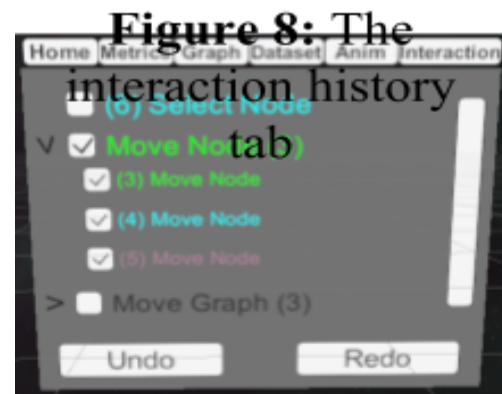 Figure 8: The
interaction history
tab
Home Metrics Graph Dataset Anim Interaction
(6) Select Node
Move Node
(3) Move Node
(4) Move Node
(5) Move Node
Move Graph (3)
Undo Redo